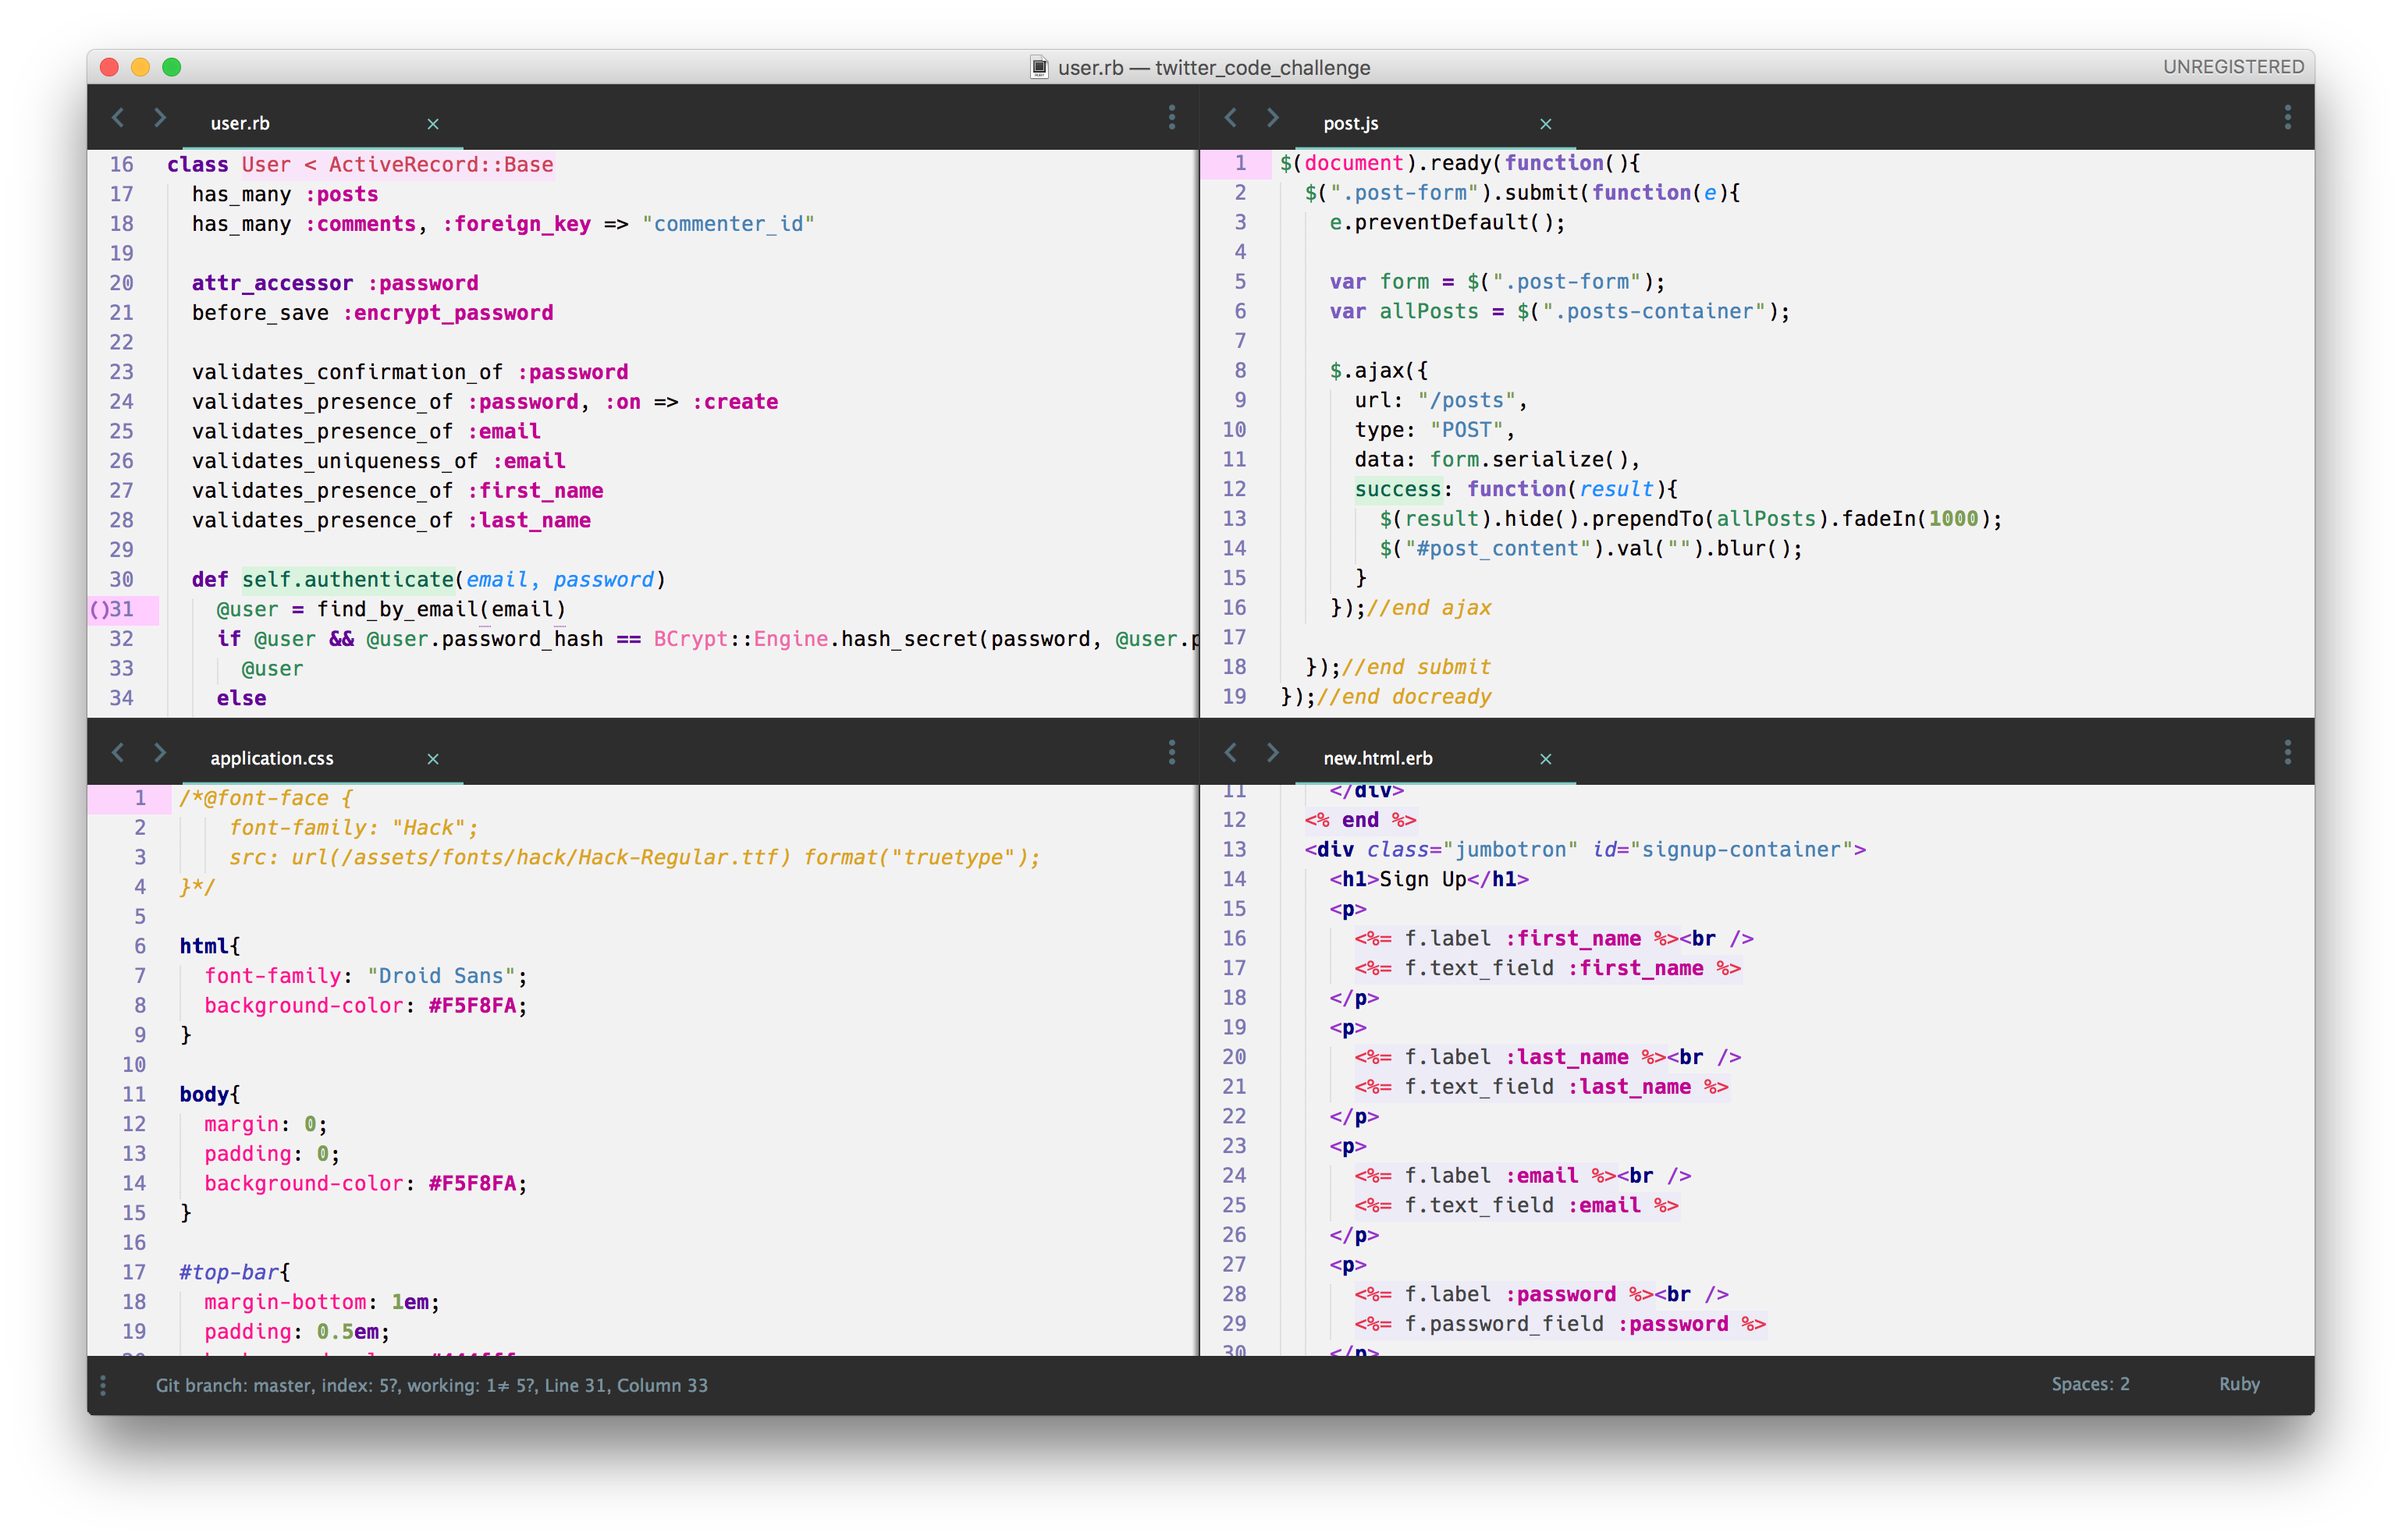 user.rb — twitter_code_challenge
UNREGISTERED
user.rb ×
16 class User < ActiveRecord::Base
17 has_many :posts
18 has_many :comments, :foreign_key => "commenter_id"
19
20 attr_accessor :password
21 before_save :encrypt_password
22
23 validates_confirmation_of :password
24 validates_presence_of :password, :on => :create
25 validates_presence_of :email
26 validates_uniqueness_of :email
27 validates_presence_of :first_name
28 validates_presence_of :last_name
29
30 def self.authenticate(email, password)
()31 @user = find_by_email(email)
32 if @user && @user.password_hash == BCrypt::Engine.hash_secret(password, @user.p
33 @user
34 else
post.js ×
1 $(document).ready(function(){
2 $(".post-form").submit(function(e){
3 e.preventDefault();
4
5 var form = $(".post-form");
6 var allPosts = $(".posts-container");
7
8 $.ajax({
9 url: "/posts",
10 type: "POST",
11 data: form.serialize(),
12 success: function(result){
13 $(result).hide().prependTo(allPosts).fadeIn(1000);
14 $("#post_content").val("").blur();
15 }
16 });//end ajax
17
18 });//end submit
19 });//end docready
application.css ×
1 /*@font-face {
2 font-family: "Hack";
3 src: url(/assets/fonts/hack/Hack-Regular.ttf) format("truetype");
4 }*/
5
6 html{
7 font-family: "Droid Sans";
8 background-color: #F5F8FA;
9 }
10
11 body{
12 margin: 0;
13 padding: 0;
14 background-color: #F5F8FA;
15 }
16
17 #top-bar{
18 margin-bottom: 1em;
19 padding: 0.5em;
new.html.erb ×
11 </div>
12 <% end %>
13 <div class="jumbotron" id="signup-container">
14 <h1>Sign Up</h1>
15 <p>
16 <%= f.label :first_name %><br />
17 <%= f.text_field :first_name %>
18 </p>
19 <p>
20 <%= f.label :last_name %><br />
21 <%= f.text_field :last_name %>
22 </p>
23 <p>
24 <%= f.label :email %><br />
25 <%= f.text_field :email %>
26 </p>
27 <p>
28 <%= f.label :password %><br />
29 <%= f.password_field :password %>
30 </p>
Git branch: master, index: 5?, working: 1≠ 5?, Line 31, Column 33
Spaces: 2
Ruby